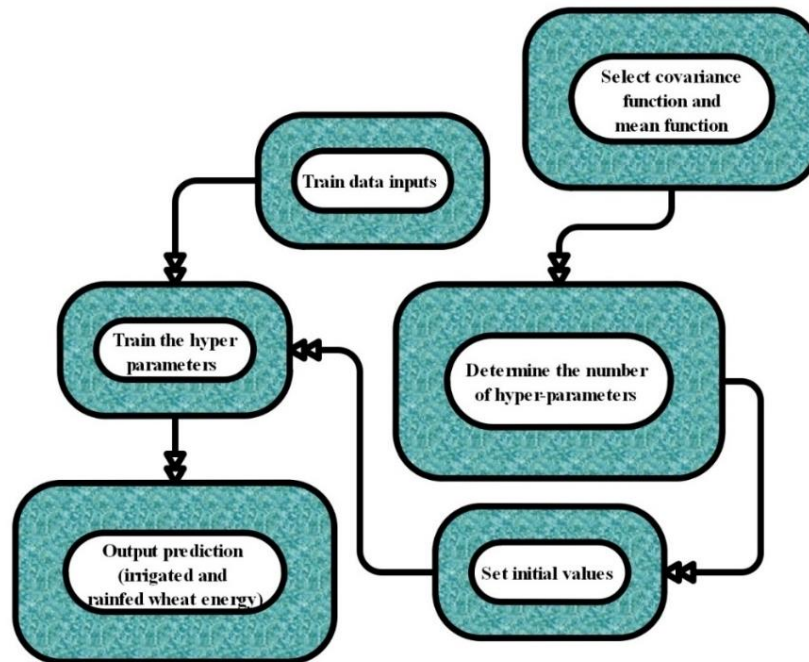 Select covariance
function and
mean function
Train data inputs
Train the hyper
parameters
Determine the number
of hyper-parameters
Output prediction
(irrigated and
rainfed wheat energy)
Set initial values